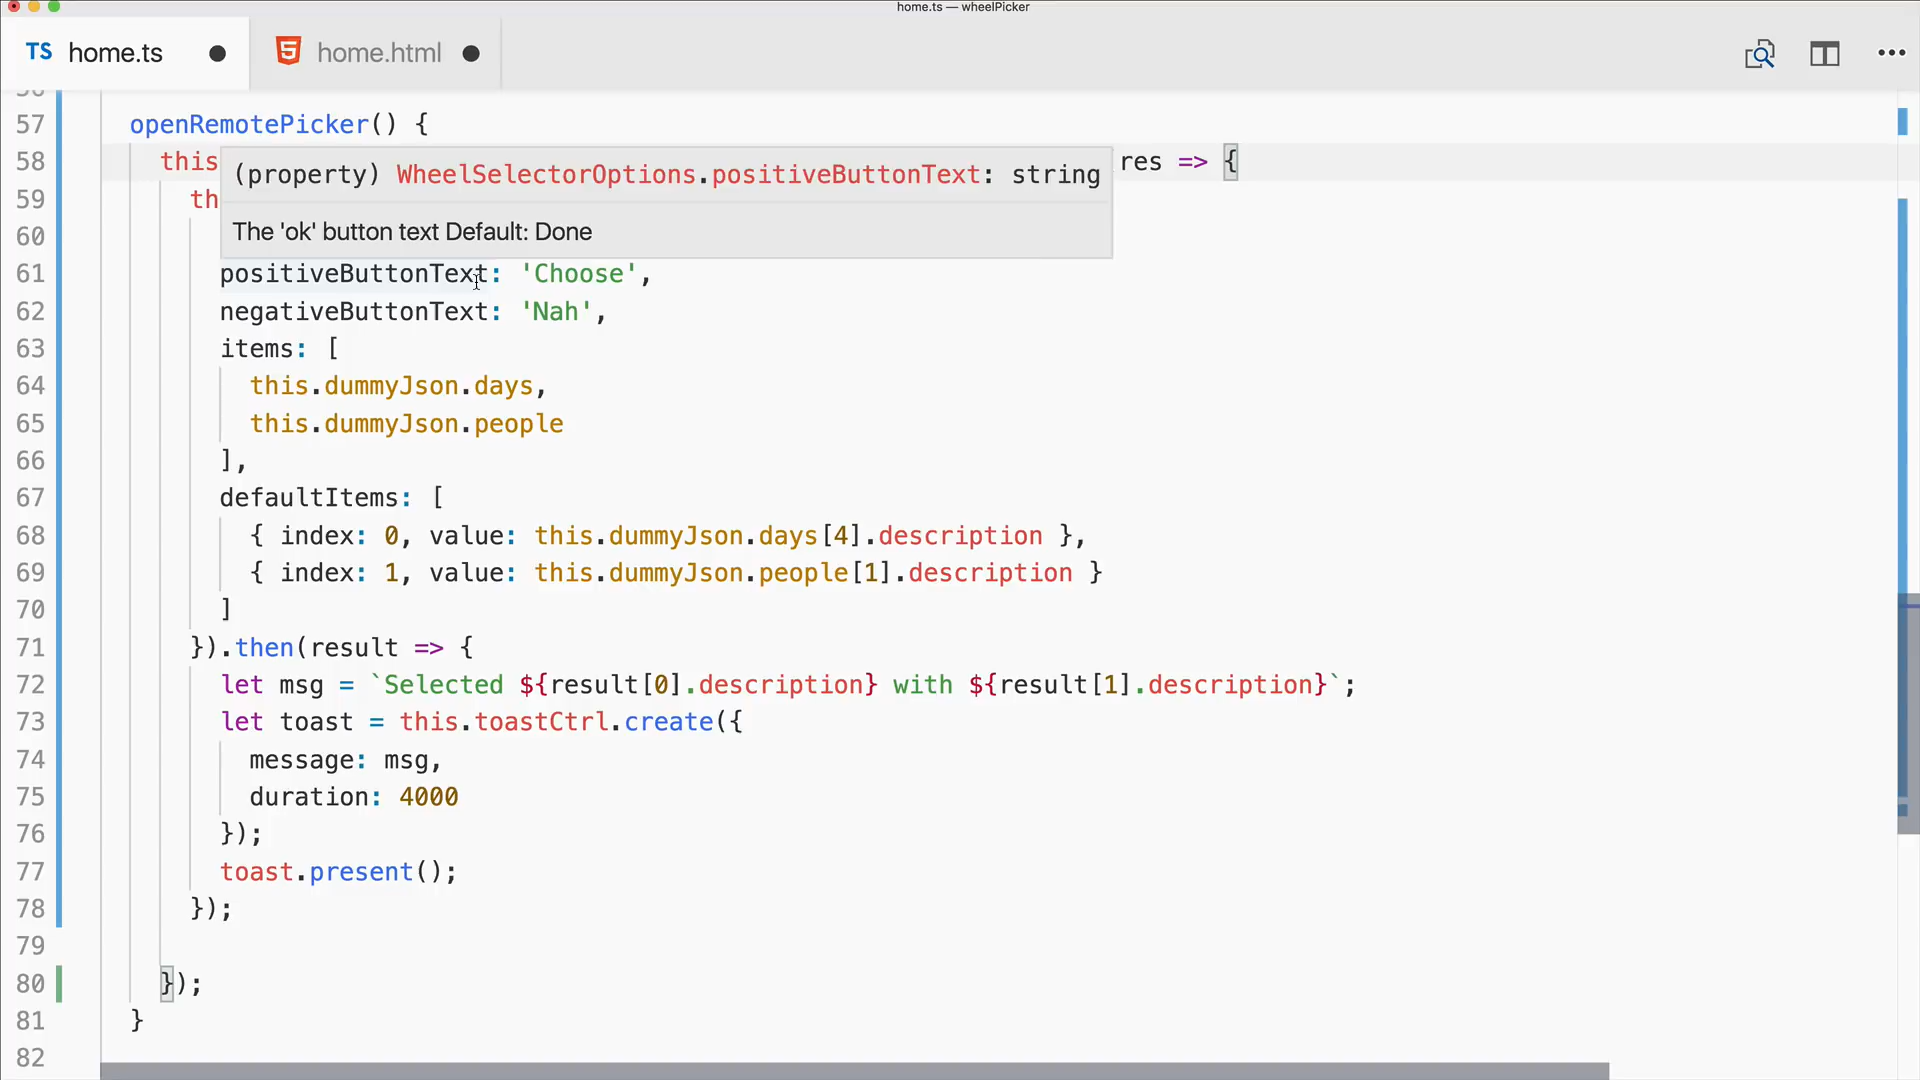 home.ts — wheelPicker
TS home.ts ● home.html ●
57 openRemotePicker() {
58 this res => {
(property) WheelSelectorOptions.positiveButtonText: string
59 th
The 'ok' button text Default: Done
60
61 positiveButtonText: 'Choose',
62 negativeButtonText: 'Nah',
63 items: [
64 this.dummyJson.days,
65 this.dummyJson.people
66 ],
67 defaultItems: [
68 { index: 0, value: this.dummyJson.days[4].description },
69 { index: 1, value: this.dummyJson.people[1].description }
70 ]
71 }).then(result => {
72 let msg = `Selected ${result[0].description} with ${result[1].description}`;
73 let toast = this.toastCtrl.create({
74 message: msg,
75 duration: 4000
76 });
77 toast.present();
78 });
79
80 });
81 }
82